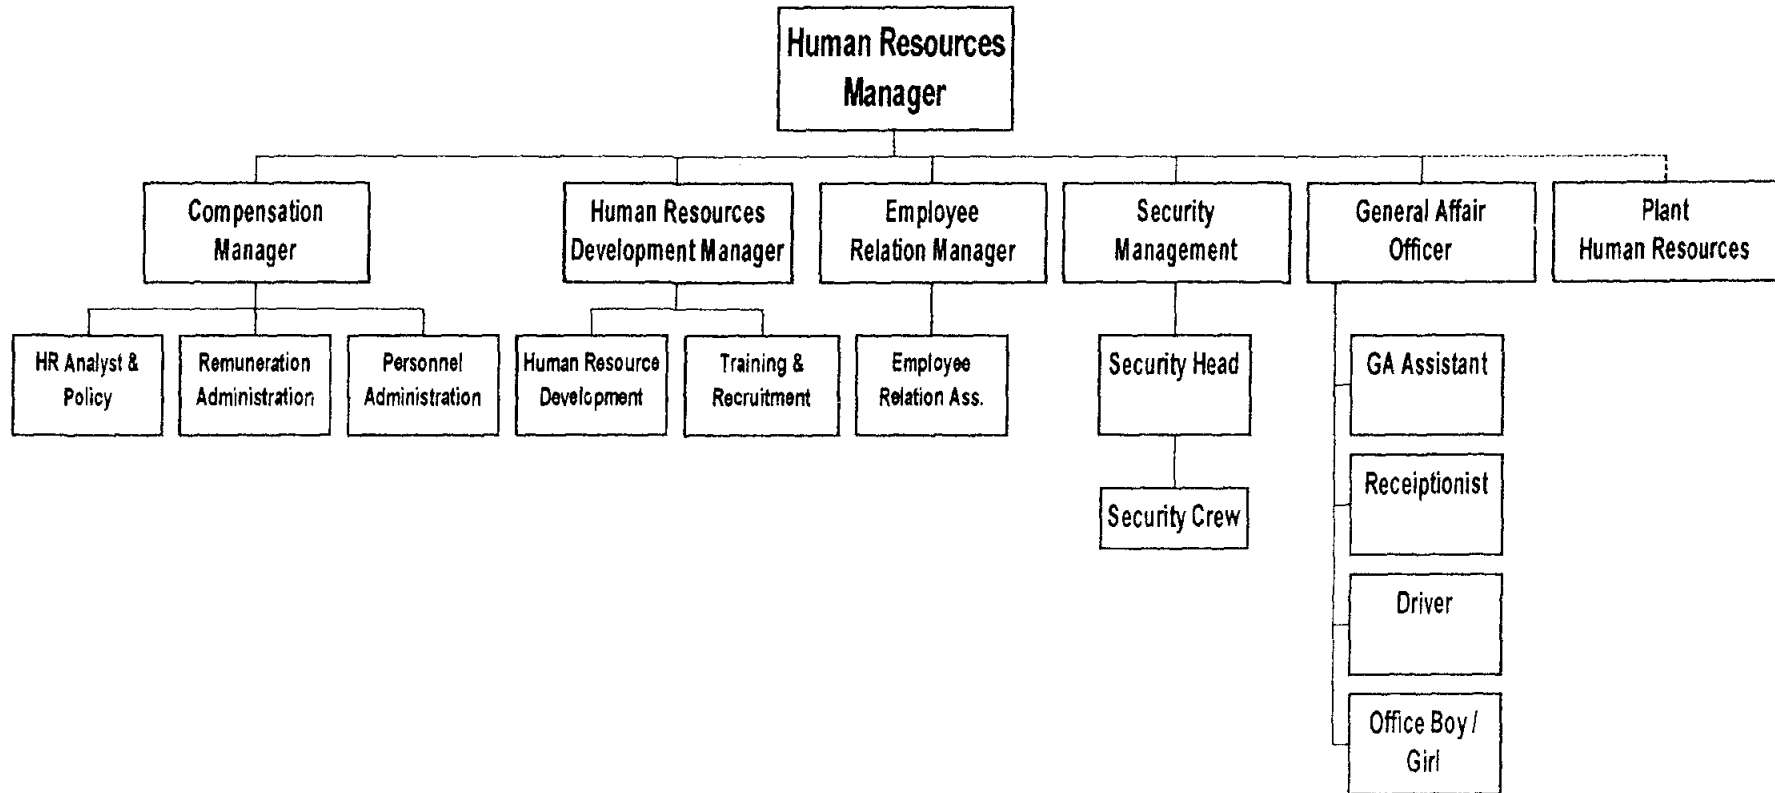 Human Resources
Manager
Compensation
Manager
Human Resources
Development Manager
Employee
Relation Manager
Security
Management
General Affair
Officer
Plant
Human Resources
HR Analyst &
Policy
Remuneration
Administration
Personnel
Administration
Human Resource
Development
Training &
Recruitment
Employee
Relation Ass.
Security Head
Security Crew
GA Assistant
Receiptionist
Driver
Office Boy /
Girl